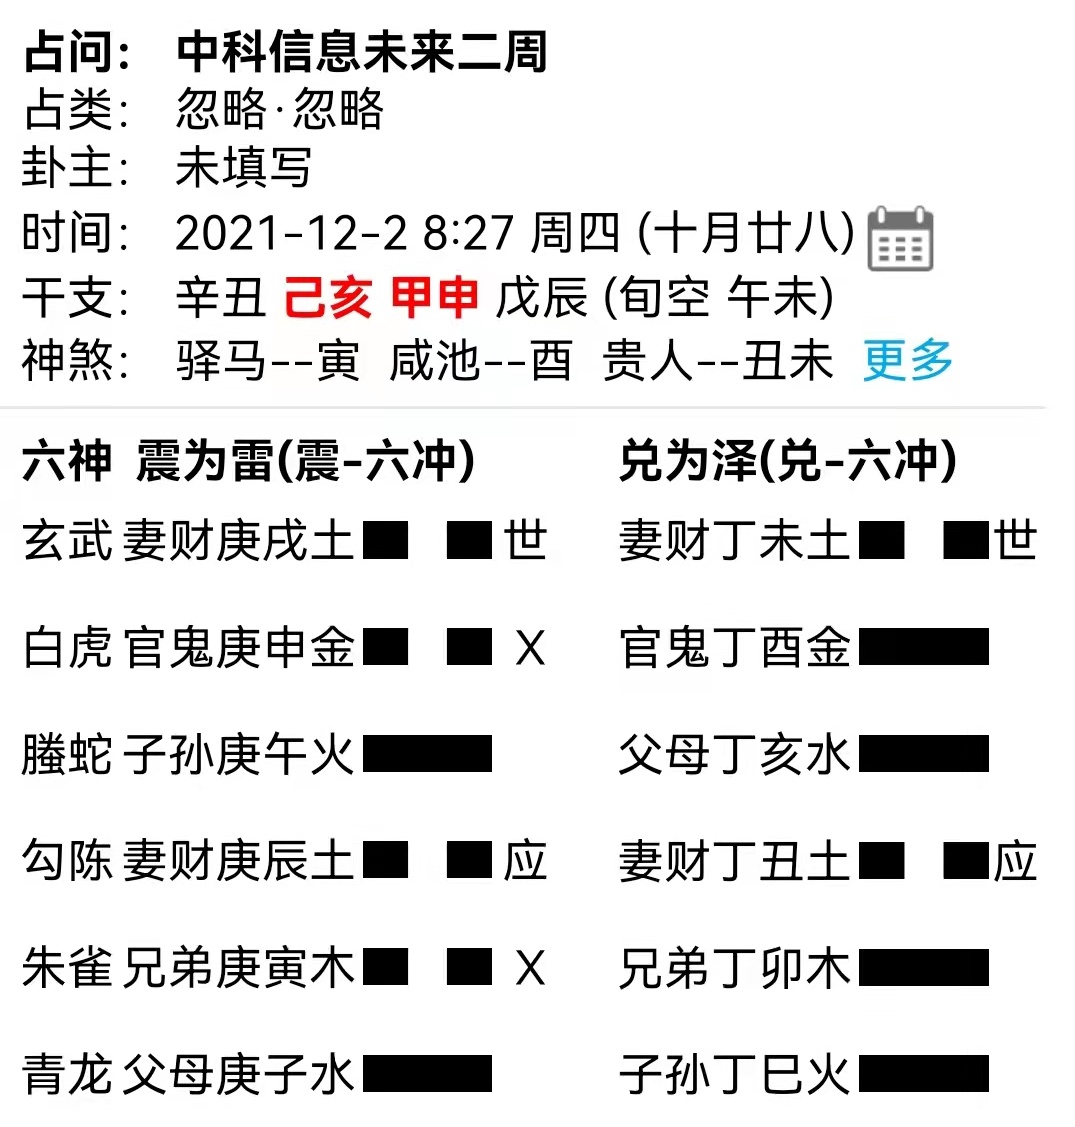 占问： 中科信息未来二周
占类： 忽略·忽略
卦主： 未填写
时间： 2021-12-2 8:27 周四 (十月廿八)
干支： 辛丑 己亥 甲申 戊辰 (旬空 午未)
神煞： 驿马--寅 咸池--酉 贵人--丑未 更多
六神 震为雷(震-六冲) 兑为泽(兑-六冲)
玄武 妻财庚戌土 世 妻财丁未土 世
白虎 官鬼庚申金 X 官鬼丁酉金
螣蛇 子孙庚午火 父母丁亥水
勾陈 妻财庚辰土 应 妻财丁丑土 应
朱雀 兄弟庚寅木 X 兄弟丁卯木
青龙 父母庚子水 子孙丁巳火